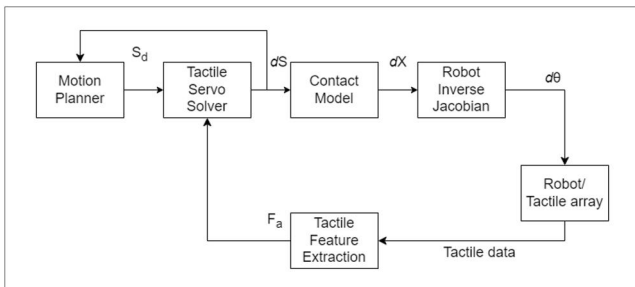 S_d
dS
dX
dθ
Motion
Planner
Tactile
Servo
Solver
Contact
Model
Robot
Inverse
Jacobian
Robot/
Tactile array
F_a
Tactile
Feature
Extraction
Tactile data